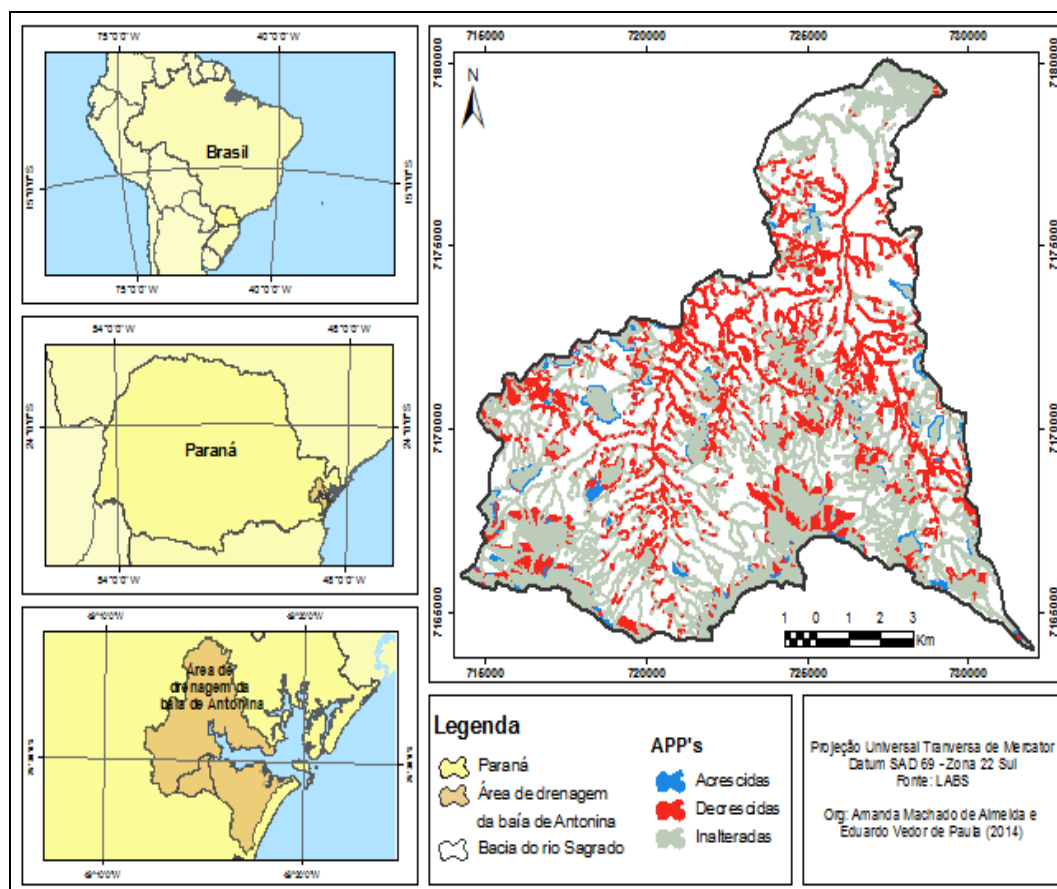 75°0'0"W
40°0'0"W
15°0'0"S
15°0'0"S
Brasil
75°0'0"W
40°0'0"W
54°0'0"W
48°0'0"W
24°0'0"S
24°0'0"S
Paraná
54°0'0"W
48°0'0"W
Área de
drenagem da
baía de Antonina
715000
720000
725000
730000
7180000
7175000
7170000
7165000
N
1 0 1 2 3
Km
715000
720000
725000
730000
Legenda
Paraná
Área de drenagem
da baía de Antonina
Bacia do rio Sagrado
APP's
Acrescidas
Decrescidas
Inalteradas
Projeção Universal Tranversa de Mercator
Datum SAD 69 - Zona 22 Sul
Fonte: LABS
Org: Amanda Machado de Almeida e
Eduardo Vedor de Paula (2014)